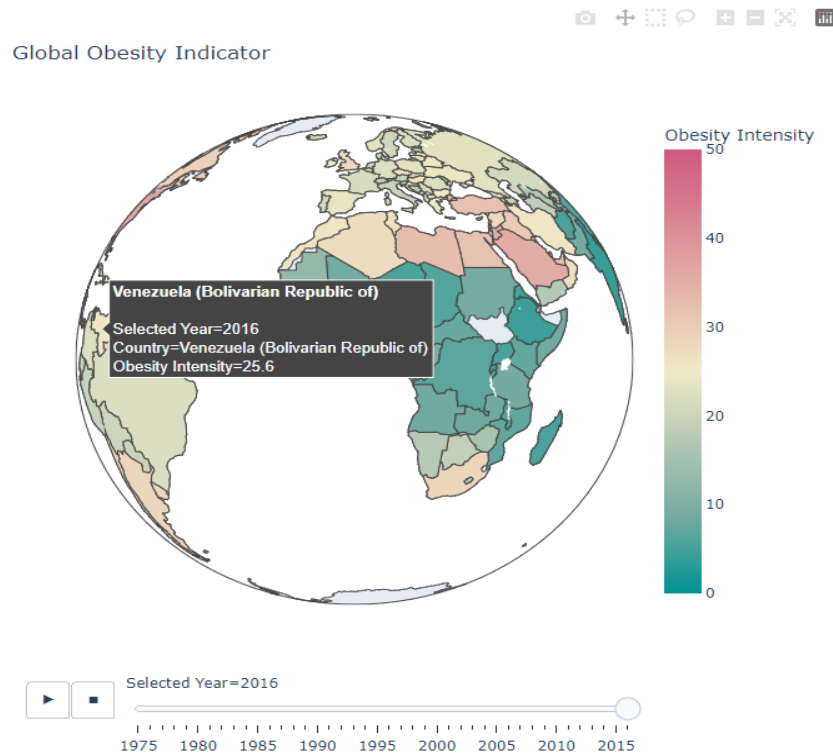 Global Obesity Indicator
Obesity Intensity
50
40
30
20
10
0
Venezuela (Bolivarian Republic of)
Selected Year=2016
Country=Venezuela (Bolivarian Republic of)
Obesity Intensity=25.6
Selected Year=2016
1975 1980 1985 1990 1995 2000 2005 2010 2015